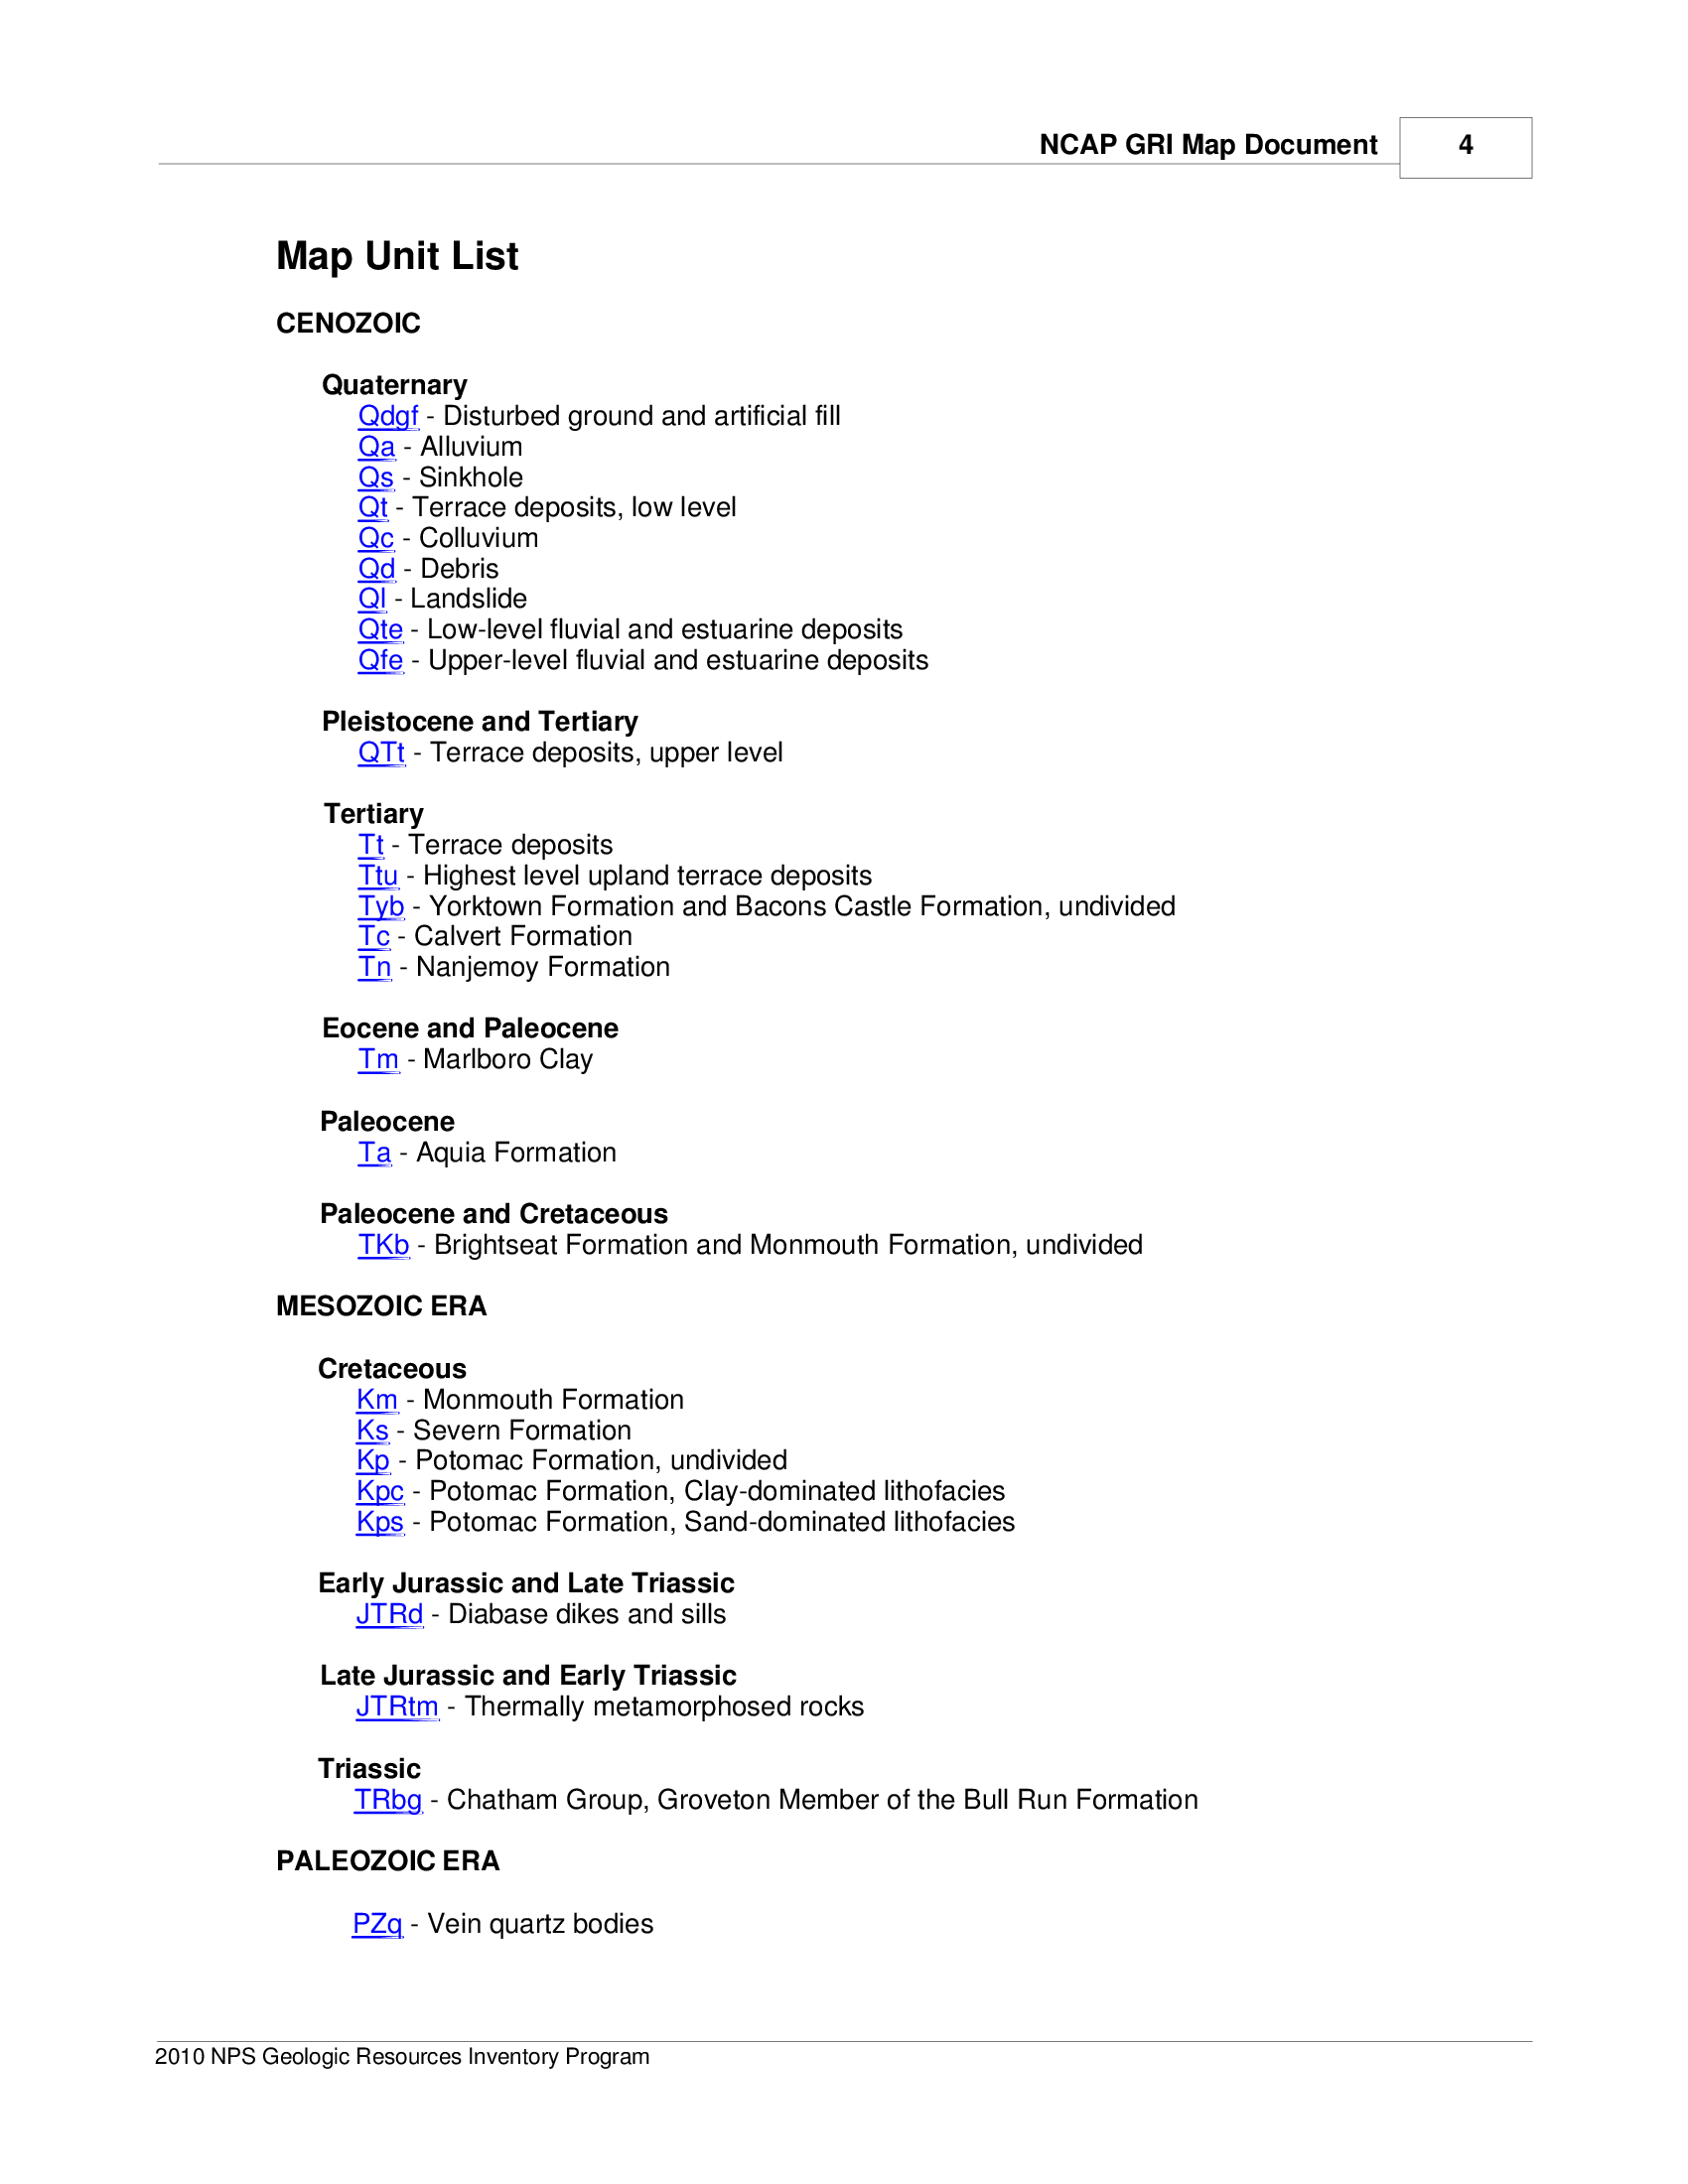 NCAP GRI Map Document 4
Map Unit List
CENOZOIC
Quaternary
Qdgf - Disturbed ground and artificial fill
Qa - Alluvium
Qs - Sinkhole
Qt - Terrace deposits, low level
Qc - Colluvium
Qd - Debris
Ql - Landslide
Qte - Low-level fluvial and estuarine deposits
Qfe - Upper-level fluvial and estuarine deposits
Pleistocene and Tertiary
QTt - Terrace deposits, upper level
Tertiary
Tt - Terrace deposits
Ttu - Highest level upland terrace deposits
Tyb - Yorktown Formation and Bacons Castle Formation, undivided
Tc - Calvert Formation
Tn - Nanjemoy Formation
Eocene and Paleocene
Tm - Marlboro Clay
Paleocene
Ta - Aquia Formation
Paleocene and Cretaceous
TKb - Brightseat Formation and Monmouth Formation, undivided
MESOZOIC ERA
Cretaceous
Km - Monmouth Formation
Ks - Severn Formation
Kp - Potomac Formation, undivided
Kpc - Potomac Formation, Clay-dominated lithofacies
Kps - Potomac Formation, Sand-dominated lithofacies
Early Jurassic and Late Triassic
JTRd - Diabase dikes and sills
Late Jurassic and Early Triassic
JTRtm - Thermally metamorphosed rocks
Triassic
TRbg - Chatham Group, Groveton Member of the Bull Run Formation
PALEOZOIC ERA
PZq - Vein quartz bodies
2010 NPS Geologic Resources Inventory Program